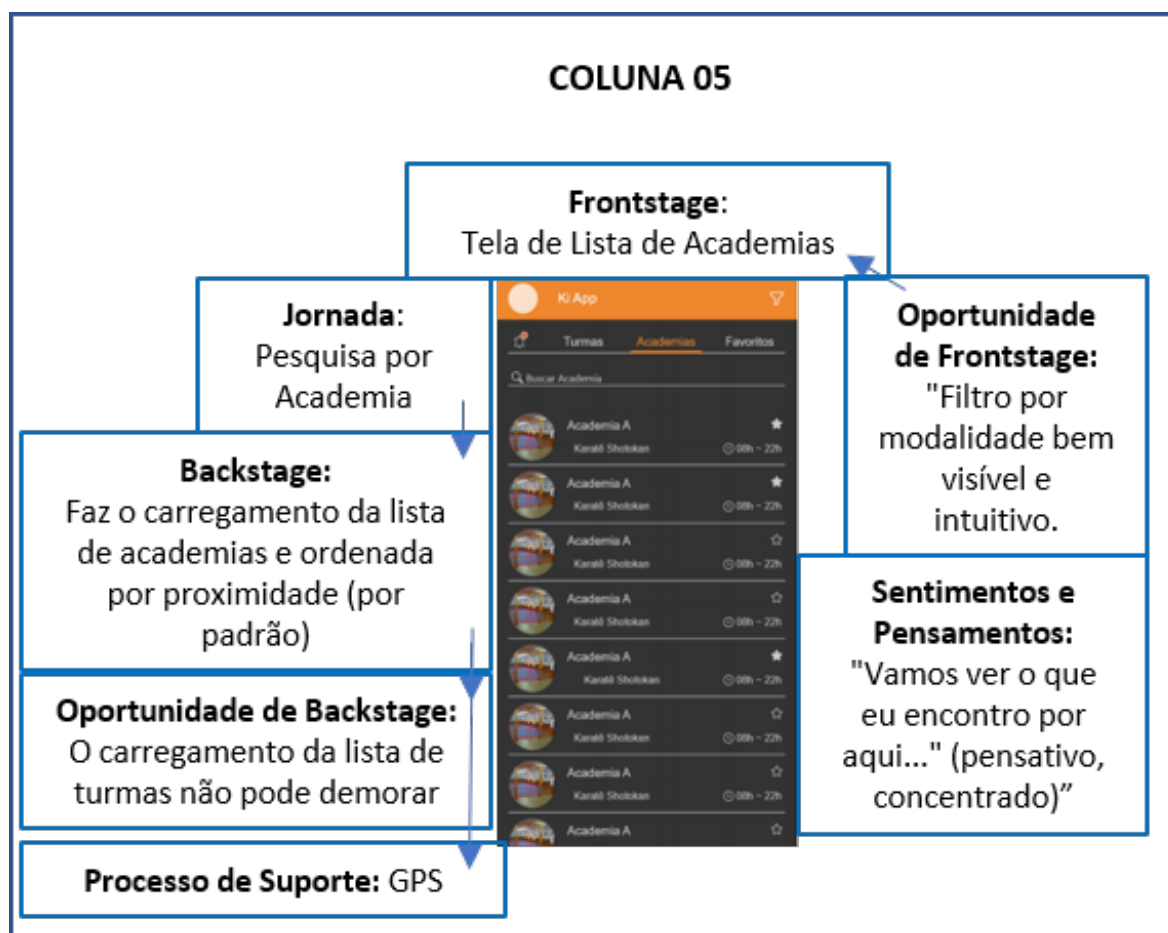 COLUNA 05
Frontstage:
Tela de Lista de Academias
Jornada:
Pesquisa por
Academia
Backstage:
Faz o carregamento da lista
de academias e ordenada
por proximidade (por
padrão)
Oportunidade de Backstage:
O carregamento da lista de
turmas não pode demorar
Processo de Suporte: GPS
Ki App
Turmas Academias Favoritos
Buscar Academia
Academia A
Karatê Shotokan 08h ~ 22h
Academia A
Karatê Shotokan 08h ~ 22h
Academia A
Karatê Shotokan 08h ~ 22h
Academia A
Karatê Shotokan 08h ~ 22h
Academia A
Karatê Shotokan 08h ~ 22h
Academia A
Karatê Shotokan 08h ~ 22h
Academia A
Karatê Shotokan 08h ~ 22h
Academia A
Oportunidade
de Frontstage:
"Filtro por
modalidade bem
visível e
intuitivo.
Sentimentos e
Pensamentos:
"Vamos ver o que
eu encontro por
aqui..." (pensativo,
concentrado)”